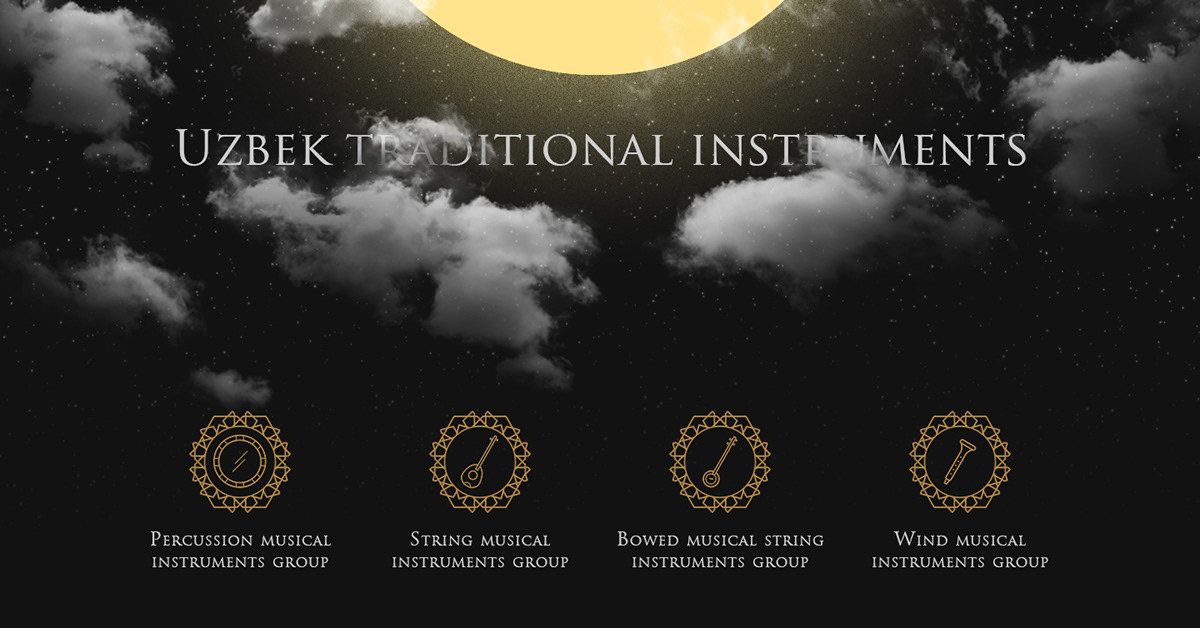 Uzbek traditional instruments
Percussion musical
instruments group
String musical
instruments group
Bowed musical string
instruments group
Wind musical
instruments group